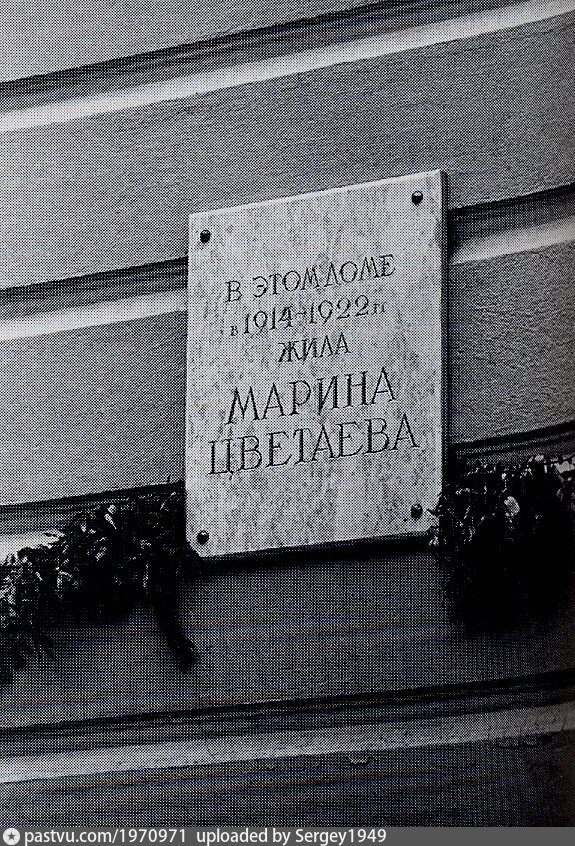 В ЭТОМ ДОМЕ
в 1914-1922 гг
ЖИЛА
МАРИНА
ЦВЕТАЕВА
pastvu.com/1970971 uploaded by Sergey1949